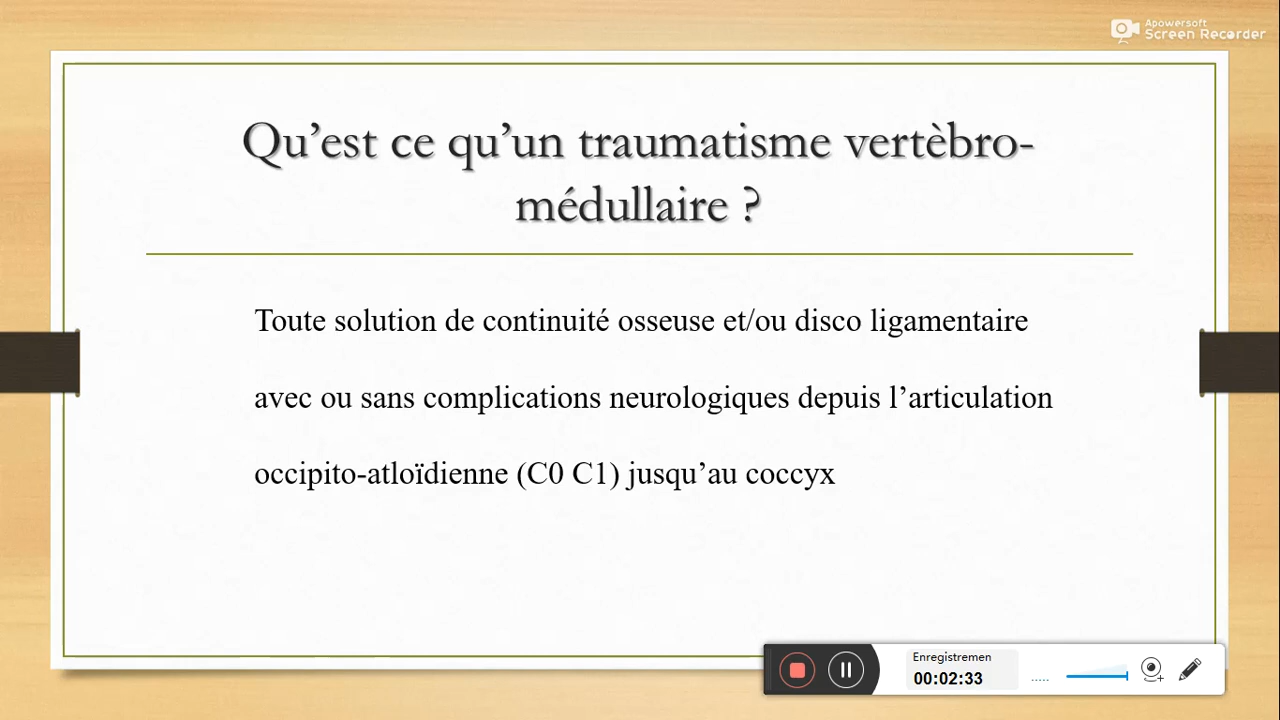 Apowersoft
Screen Recorder
Qu’est ce qu’un traumatisme vertèbro-
médullaire ?
Toute solution de continuité osseuse et/ou disco ligamentaire
avec ou sans complications neurologiques depuis l’articulation
occipito-atloïdienne (C0 C1) jusqu’au coccyx
Enregistremen
00:02:33